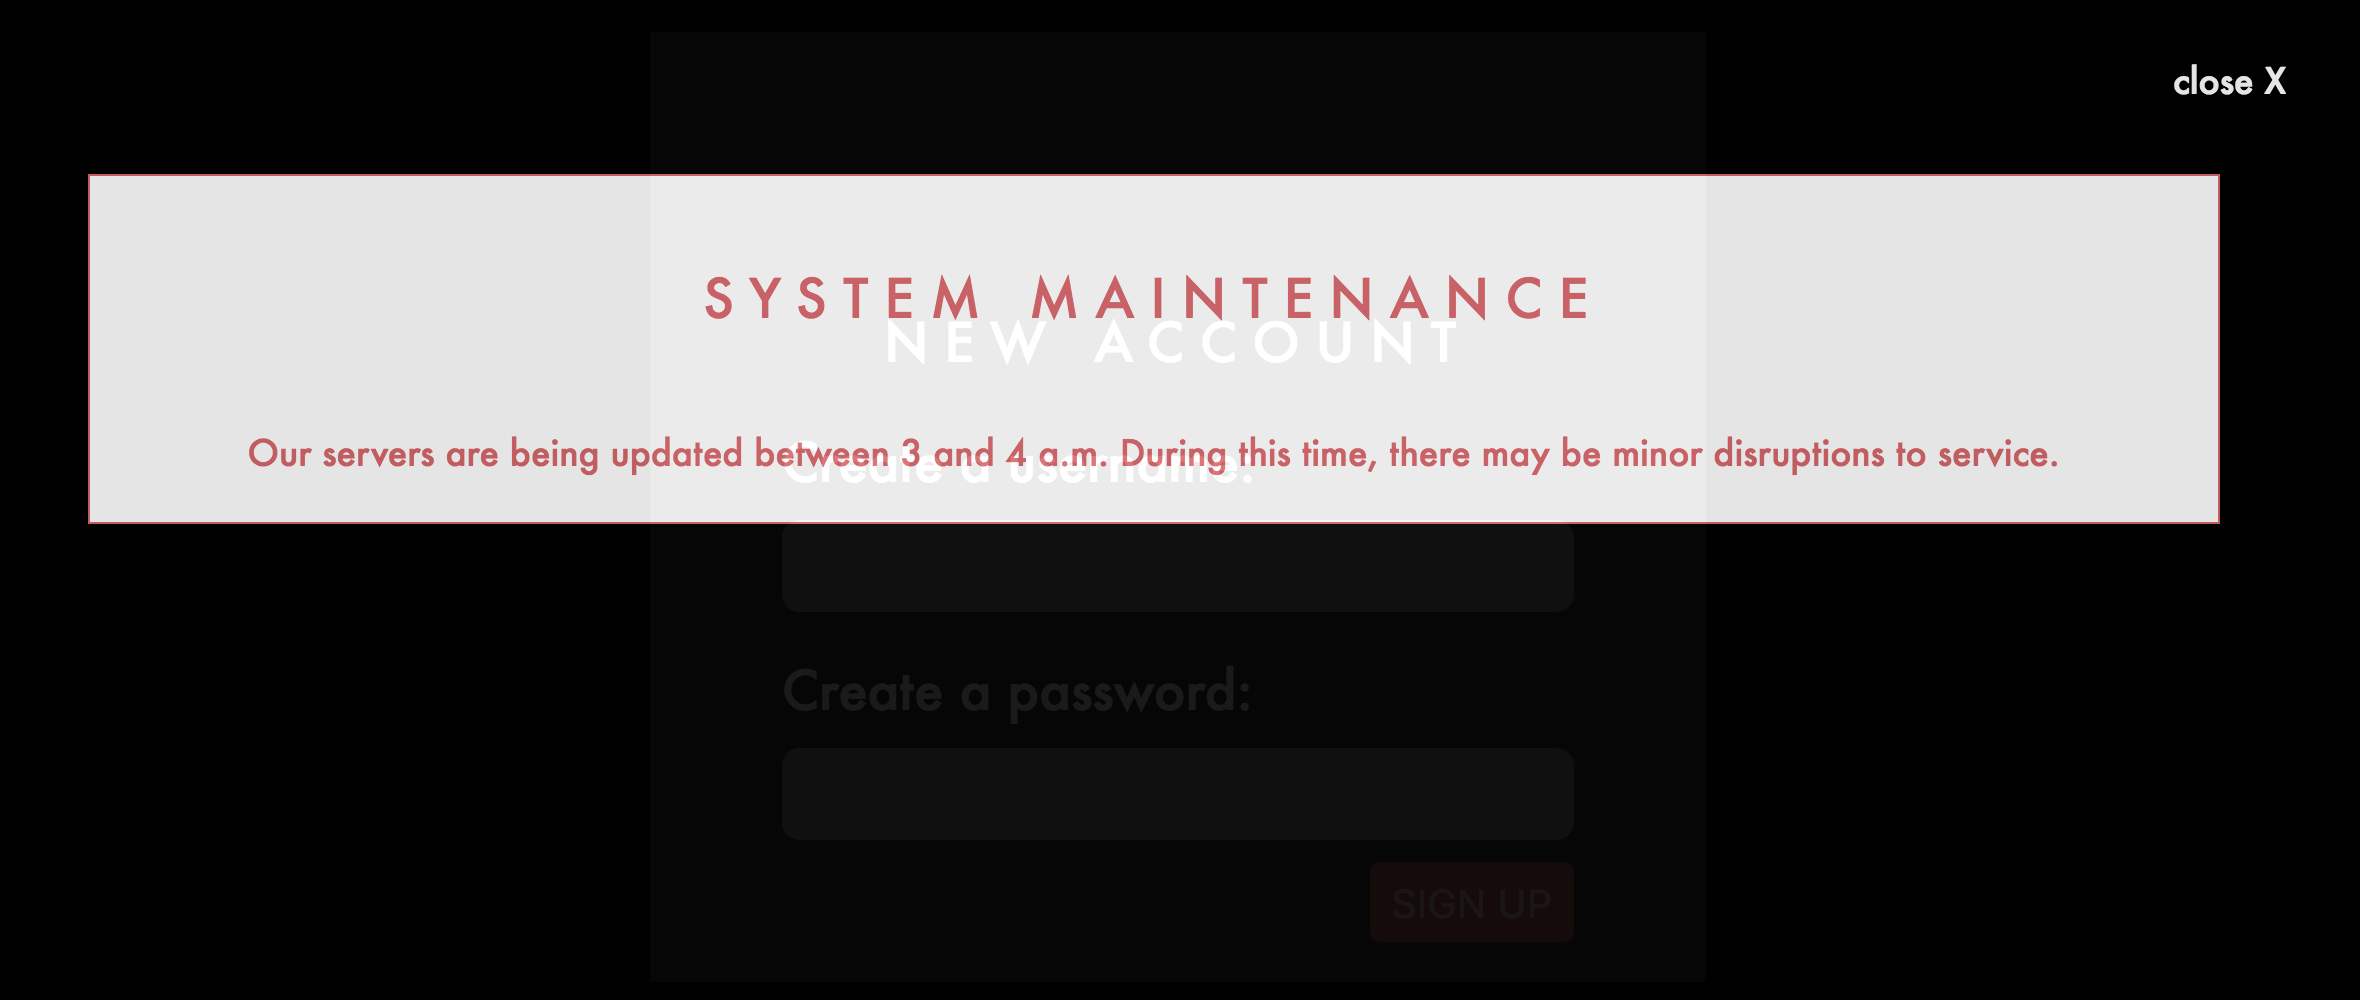 close X
SYSTEM MAINTENANCE
NEW ACCOUNT
Our servers are being updated between 3 and 4 a.m. During this time, there may be minor disruptions to service.
Create a username:
Create a password:
SIGN UP